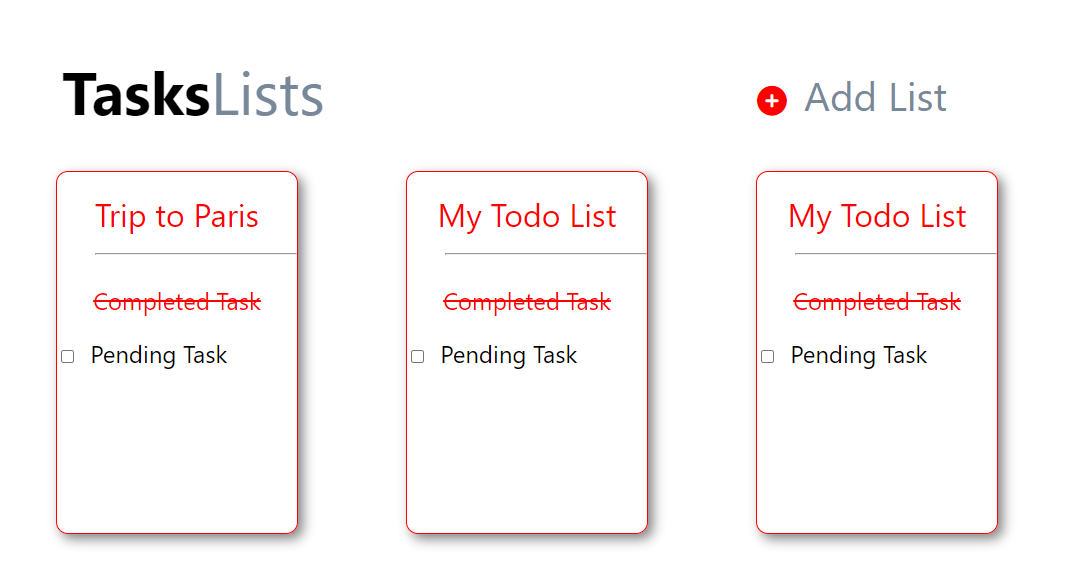 TasksLists
Add List
Trip to Paris
Completed Task
Pending Task
My Todo List
Completed Task
Pending Task
My Todo List
Completed Task
Pending Task